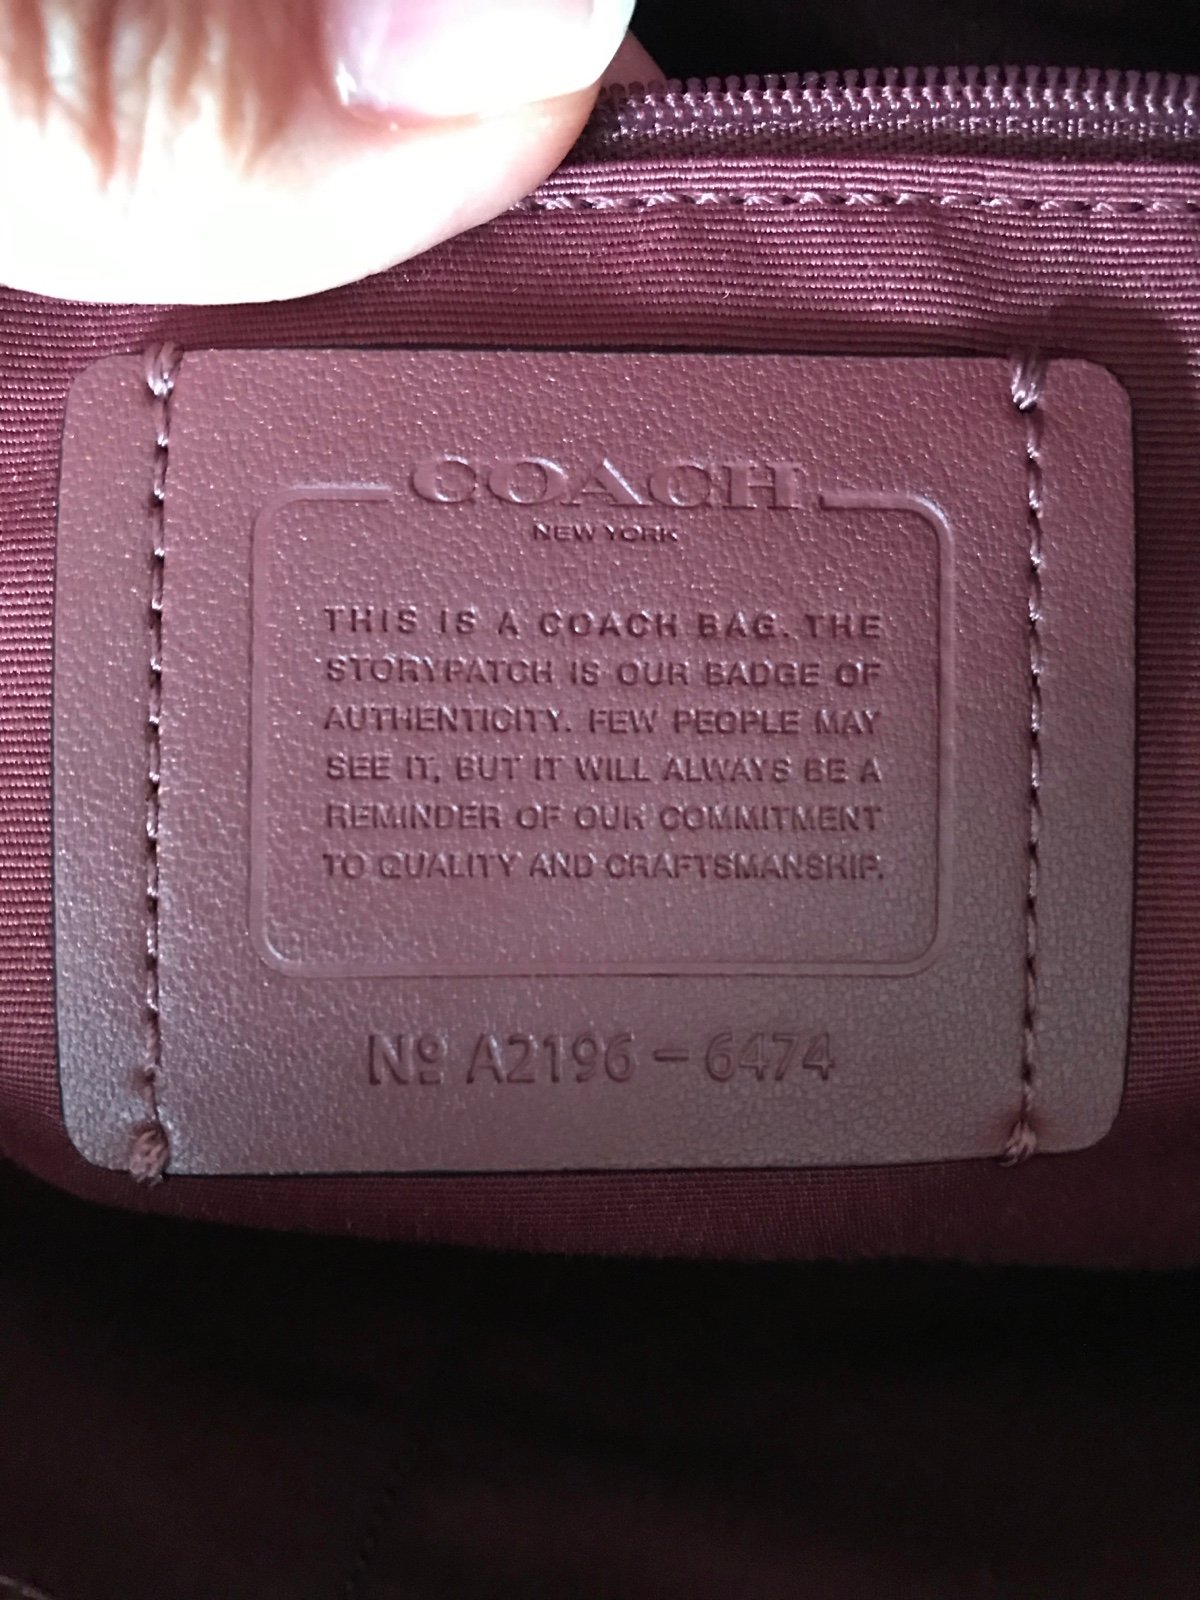 COACH
NEW YORK
THIS IS A COACH BAG. THE
STORYPATCH IS OUR BADGE OF
AUTHENTICITY. FEW PEOPLE MAY
SEE IT, BUT IT WILL ALWAYS BE A
REMINDER OF OUR COMMITMENT
TO QUALITY AND CRAFTSMANSHIP.
Nº A2196 – 6474